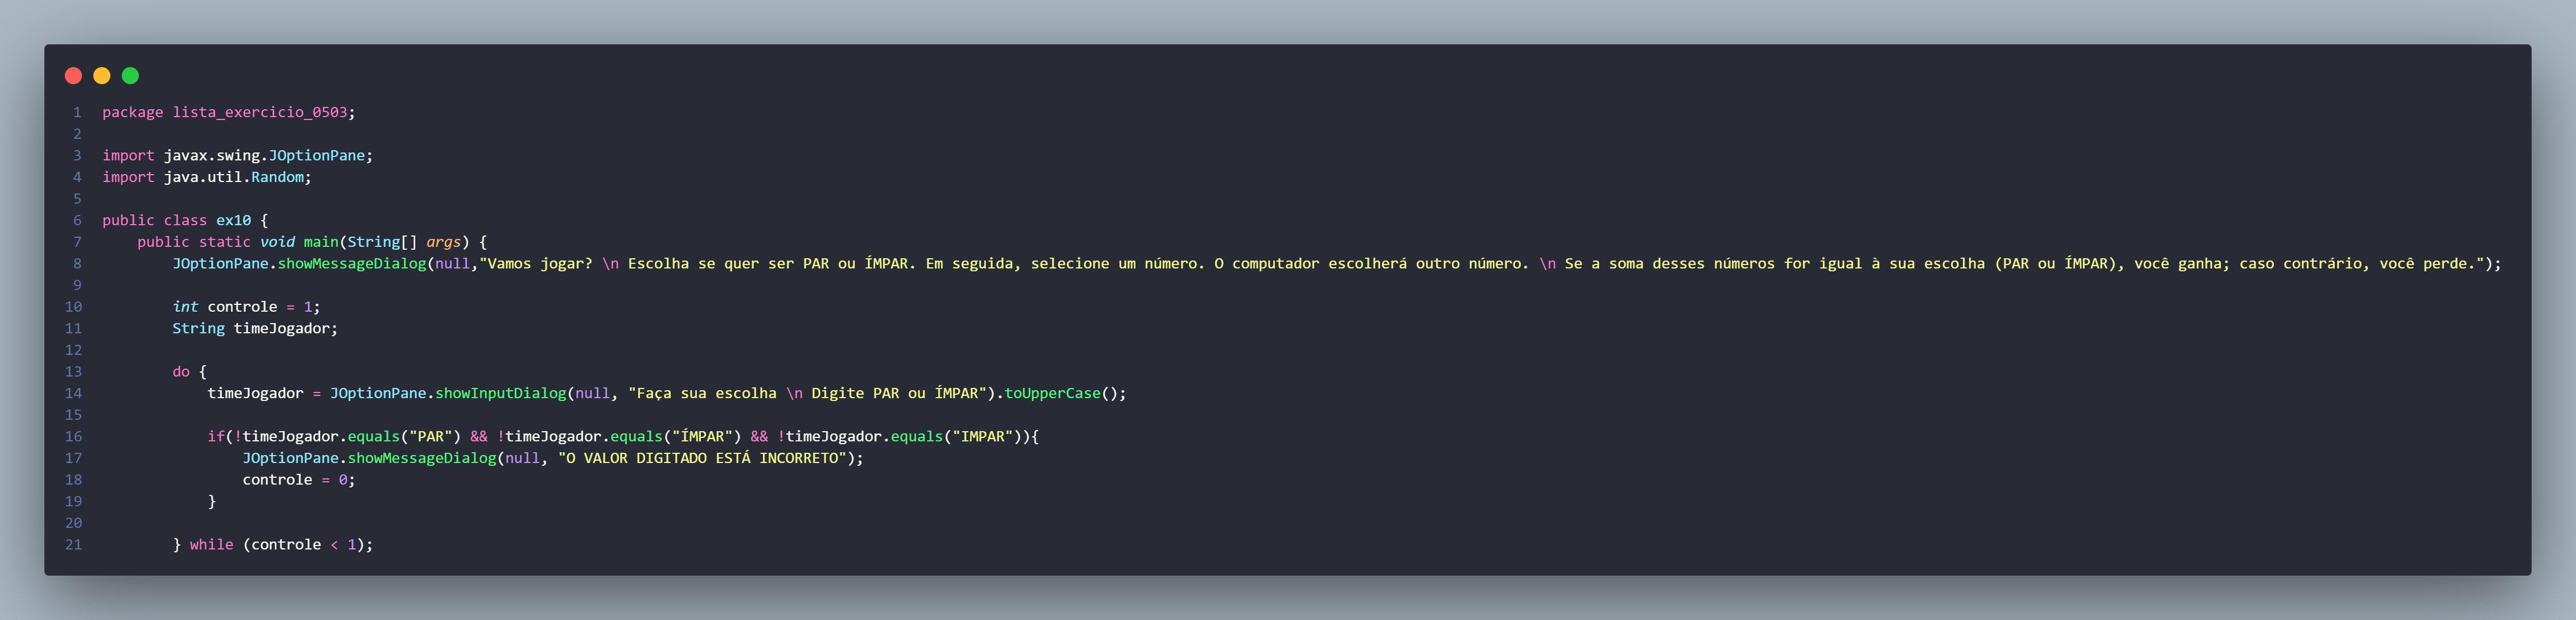 1 package lista_exercicio_0503;
2
3 import javax.swing.JOptionPane;
4 import java.util.Random;
5
6 public class ex10 {
7     public static void main(String[] args) {
8         JOptionPane.showMessageDialog(null,"Vamos jogar? \n Escolha se quer ser PAR ou ÍMPAR. Em seguida, selecione um número. O computador escolherá outro número. \n Se a soma desses números for igual à sua escolha (PAR ou ÍMPAR), você ganha; caso contrário, você perde.");
9
10         int controle = 1;
11         String timeJogador;
12
13         do {
14             timeJogador = JOptionPane.showInputDialog(null, "Faça sua escolha \n Digite PAR ou ÍMPAR").toUpperCase();
15
16             if(!timeJogador.equals("PAR") && !timeJogador.equals("ÍMPAR") && !timeJogador.equals("IMPAR")){
17                 JOptionPane.showMessageDialog(null, "O VALOR DIGITADO ESTÁ INCORRETO");
18                 controle = 0;
19             }
20
21         } while (controle < 1);